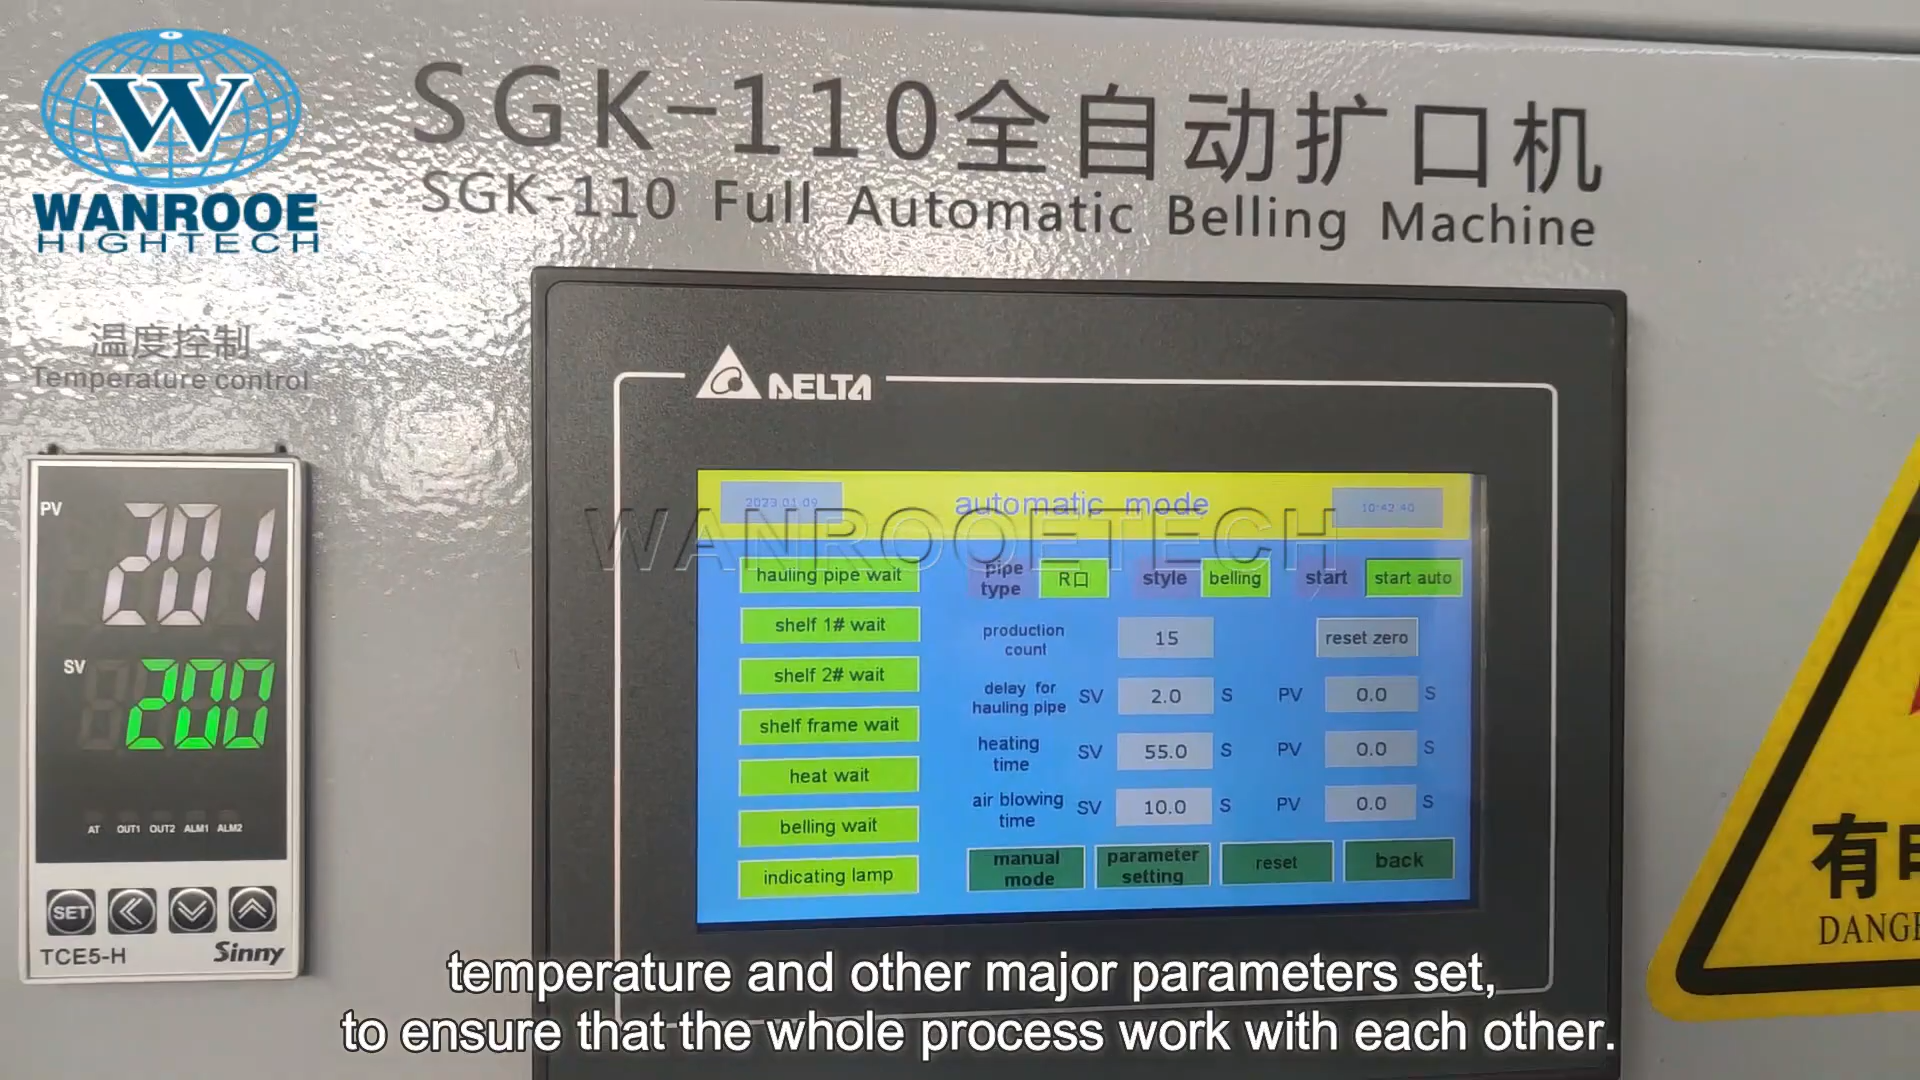 W
WANROOE
HIGHTECH
SGK-110全自动扩口机
SGK-110 Full Automatic Belling Machine
温度控制
Temperature control
PV
201
SV
200
AT OUT1 OUT2 ALM1 ALM2
SET
TCE5-H Sinny
DELTA
2023.01.09 automatic mode 10:42:40
WANROOETECH
hauling pipe wait
shelf 1# wait
shelf 2# wait
shelf frame wait
heat wait
belling wait
indicating lamp
pipe type R口 style belling start start auto
production count 15 reset zero
delay for hauling pipe SV 2.0 S PV 0.0 S
heating time SV 55.0 S PV 0.0 S
air blowing time SV 10.0 S PV 0.0 S
manual mode parameter setting reset back
有
DANGE
temperature and other major parameters set,
to ensure that the whole process work with each other.